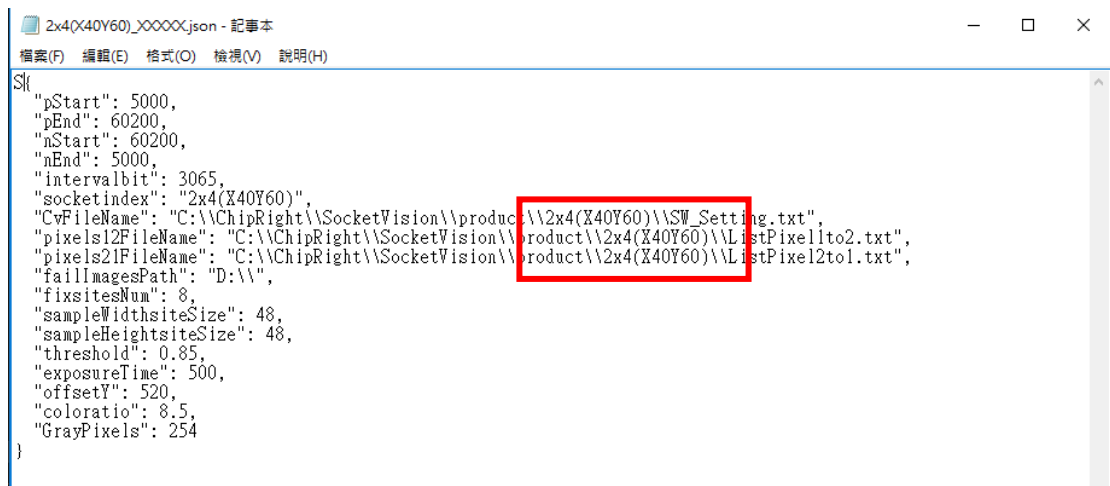 2x4(X40Y60)_XXXXX.json - 記事本
檔案(F) 編輯(E) 格式(O) 檢視(V) 說明(H)
S{
"pStart": 5000,
"pEnd": 60200,
"nStart": 60200,
"nEnd": 5000,
"intervalbit": 3065,
"socketindex": "2x4(X40Y60)",
"CvFileName": "C:\\ChipRight\\SocketVision\\product\\2x4(X40Y60)\\SW_Setting.txt",
"pixels12FileName": "C:\\ChipRight\\SocketVision\\product\\2x4(X40Y60)\\ListPixel1to2.txt",
"pixels21FileName": "C:\\ChipRight\\SocketVision\\product\\2x4(X40Y60)\\ListPixel2to1.txt",
"failImagesPath": "D:\\",
"fixsitesNum": 8,
"sampleWidthsiteSize": 48,
"sampleHeightsiteSize": 48,
"threshold": 0.85,
"exposureTime": 500,
"offsetY": 520,
"coloratio": 8.5,
"GrayPixels": 254
}